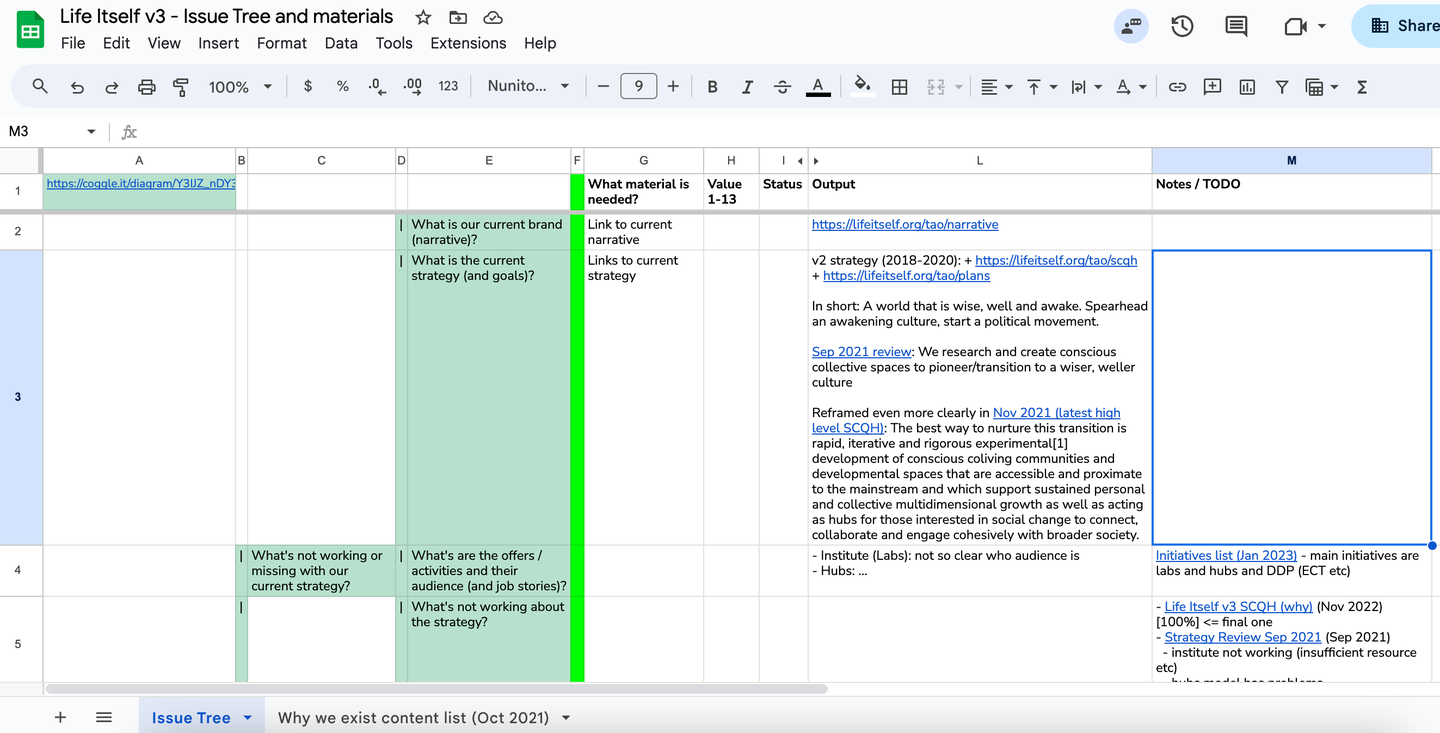 Life Itself v3 - Issue Tree and materials
File Edit View Insert Format Data Tools Extensions Help
Share
100% $ % .0 .00 123 Nunito... 9 B I A
M3
A B C D E F G H I L M
1 https://coggle.it/diagram/Y3IJZ_nDY3
What material is
needed?
Value
1-13
Status
Output
Notes / TODO
2
| What is our current brand
(narrative)?
Link to current
narrative
https://lifeitself.org/tao/narrative
3
| What is the current
strategy (and goals)?
Links to current
strategy
v2 strategy (2018-2020): + https://lifeitself.org/tao/scqh
+ https://lifeitself.org/tao/plans
In short: A world that is wise, well and awake. Spearhead
an awakening culture, start a political movement.
Sep 2021 review: We research and create conscious
collective spaces to pioneer/transition to a wiser, weller
culture
Reframed even more clearly in Nov 2021 (latest high
level SCQH): The best way to nurture this transition is
rapid, iterative and rigorous experimental[1]
development of conscious coliving communities and
developmental spaces that are accessible and proximate
to the mainstream and which support sustained personal
and collective multidimensional growth as well as acting
as hubs for those interested in social change to connect,
collaborate and engage cohesively with broader society.
4
| What's not working or
missing with our
current strategy?
| What's are the offers /
activities and their
audience (and job stories)?
- Institute (Labs): not so clear who audience is
- Hubs: ...
Initiatives list (Jan 2023) - main initiatives are
labs and hubs and DDP (ECT etc)
5
|
| What's not working about
the strategy?
- Life Itself v3 SCQH (why) (Nov 2022)
[100%] <= final one
- Strategy Review Sep 2021 (Sep 2021)
- institute not working (insufficient resource
etc)
- hubs model has problems
Issue Tree
Why we exist content list (Oct 2021)